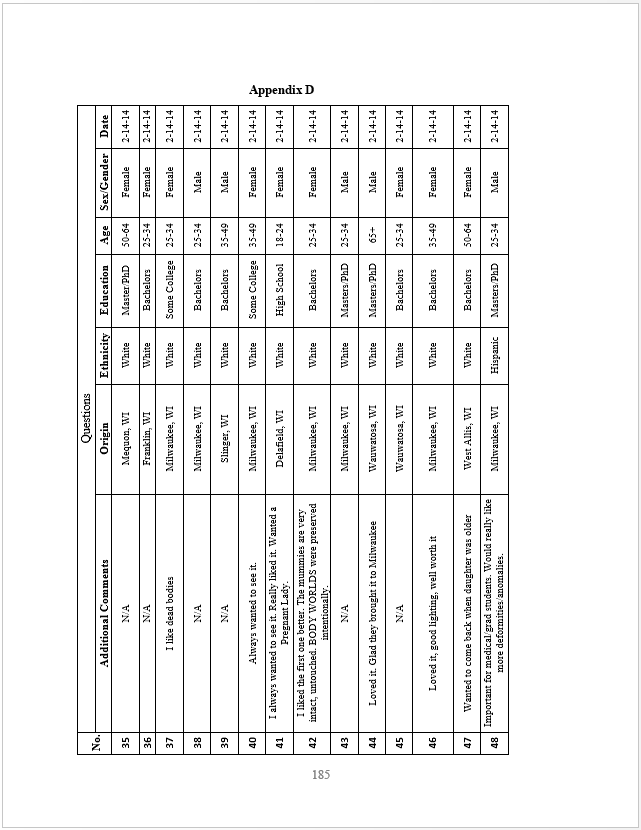 Appendix D
Questions
No. Additional Comments Origin Ethnicity Education Age Sex/Gender Date
35 N/A Mequon, WI White Master/PhD 50-64 Female 2-14-14
36 N/A Franklin, WI White Bachelors 25-34 Female 2-14-14
37 I like dead bodies Milwaukee, WI White Some College 25-34 Female 2-14-14
38 N/A Milwaukee, WI White Bachelors 25-34 Male 2-14-14
39 N/A Slinger, WI White Bachelors 35-49 Male 2-14-14
40 Always wanted to see it. Milwaukee, WI White Some College 35-49 Female 2-14-14
41 I always wanted to see it. Really liked it. Wanted a
Pregnant Lady. Delafield, WI White High School 18-24 Female 2-14-14
42 I liked the first one better. The mummies are very
intact, untouched. BODY WORLDS were preserved
intentionally. Milwaukee, WI White Bachelors 25-34 Female 2-14-14
43 N/A Milwaukee, WI White Masters/PhD 25-34 Male 2-14-14
44 Loved it. Glad they brought it to Milwaukee Wauwatosa, WI White Masters/PhD 65+ Male 2-14-14
45 N/A Wauwatosa, WI White Bachelors 25-34 Female 2-14-14
46 Loved it, good lighting, well worth it Milwaukee, WI White Bachelors 35-49 Female 2-14-14
47 Wanted to come back when daughter was older West Allis, WI White Bachelors 50-64 Female 2-14-14
48 Important for medical/grad students. Would really like
more deformities/anomalies. Milwaukee, WI Hispanic Masters/PhD 25-34 Male 2-14-14
185